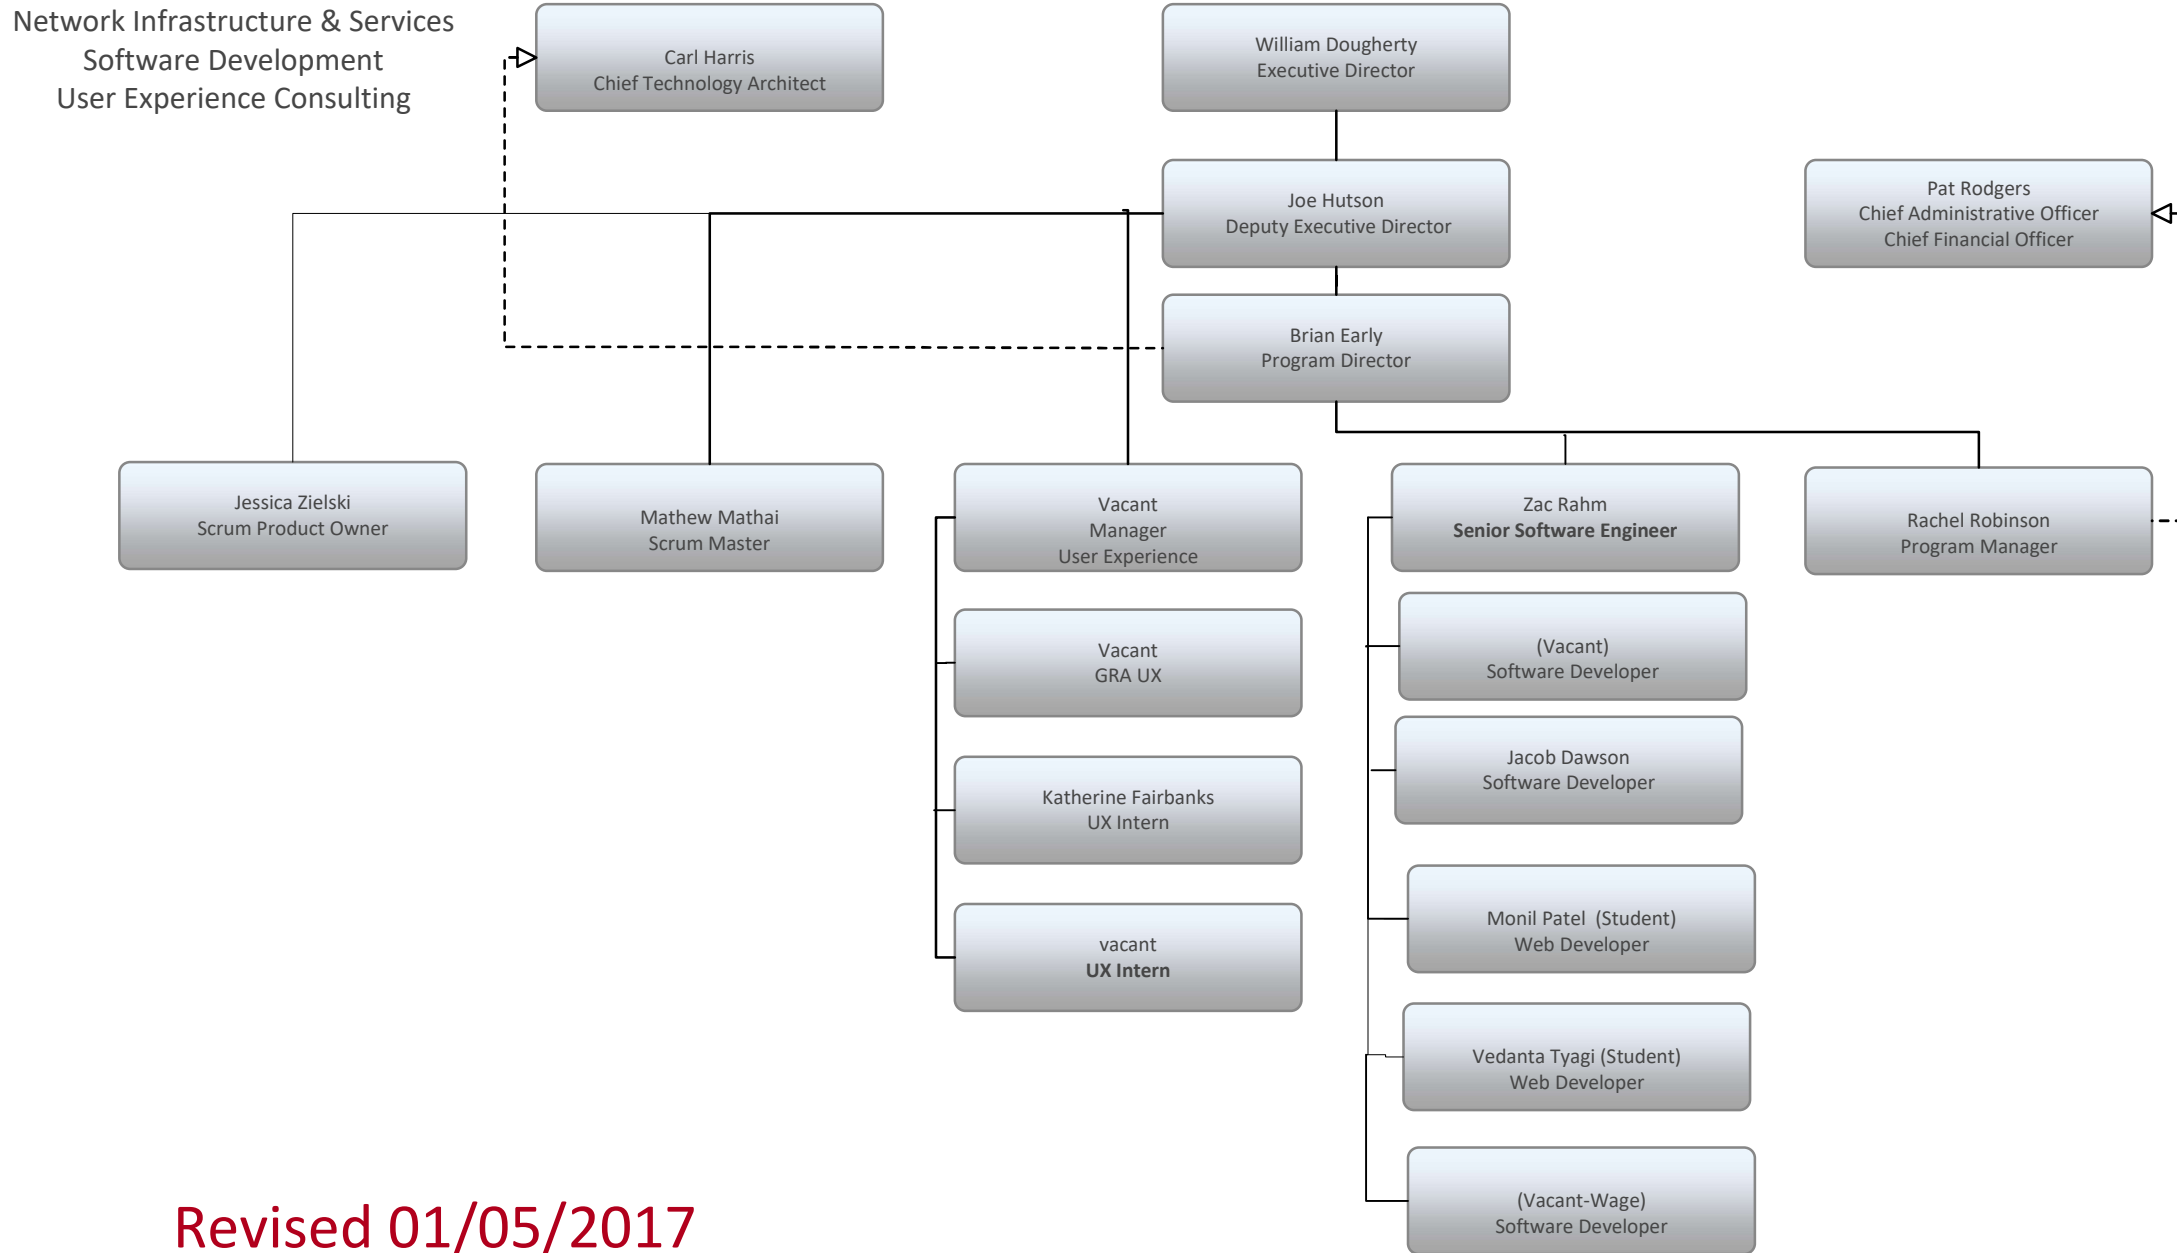 Network Infrastructure & Services
Software Development
User Experience Consulting
Carl Harris
Chief Technology Architect
William Dougherty
Executive Director
Joe Hutson
Deputy Executive Director
Pat Rodgers
Chief Administrative Officer
Chief Financial Officer
Brian Early
Program Director
Jessica Zielski
Scrum Product Owner
Mathew Mathai
Scrum Master
Vacant
Manager
User Experience
Zac Rahm
Senior Software Engineer
Rachel Robinson
Program Manager
Vacant
GRA UX
Katherine Fairbanks
UX Intern
vacant
UX Intern
(Vacant)
Software Developer
Jacob Dawson
Software Developer
Monil Patel  (Student)
Web Developer
Vedanta Tyagi (Student)
Web Developer
(Vacant-Wage)
Software Developer
Revised 01/05/2017